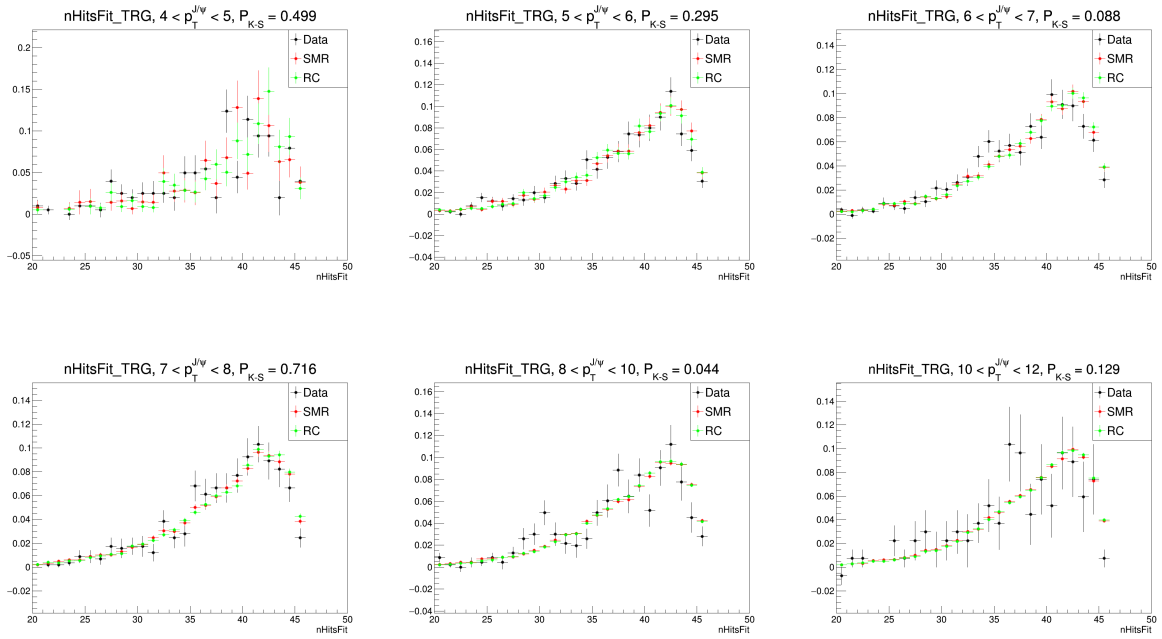 nHitsFit_TRG, 4 < p_T^{J/ψ} < 5, P_{K-S} = 0.499
Data
SMR
RC
0.2
0.15
0.1
0.05
0
−0.05
20 25 30 35 40 45 50
nHitsFit
nHitsFit_TRG, 5 < p_T^{J/ψ} < 6, P_{K-S} = 0.295
Data
SMR
RC
0.16
0.14
0.12
0.1
0.08
0.06
0.04
0.02
0
−0.02
−0.04
20 25 30 35 40 45 50
nHitsFit
nHitsFit_TRG, 6 < p_T^{J/ψ} < 7, P_{K-S} = 0.088
Data
SMR
RC
0.14
0.12
0.1
0.08
0.06
0.04
0.02
0
−0.02
20 25 30 35 40 45 50
nHitsFit
nHitsFit_TRG, 7 < p_T^{J/ψ} < 8, P_{K-S} = 0.716
Data
SMR
RC
0.14
0.12
0.1
0.08
0.06
0.04
0.02
0
−0.02
20 25 30 35 40 45 50
nHitsFit
nHitsFit_TRG, 8 < p_T^{J/ψ} < 10, P_{K-S} = 0.044
Data
SMR
RC
0.16
0.14
0.12
0.1
0.08
0.06
0.04
0.02
0
−0.02
−0.04
20 25 30 35 40 45 50
nHitsFit
nHitsFit_TRG, 10 < p_T^{J/ψ} < 12, P_{K-S} = 0.129
Data
SMR
RC
0.14
0.12
0.1
0.08
0.06
0.04
0.02
0
−0.02
20 25 30 35 40 45 50
nHitsFit